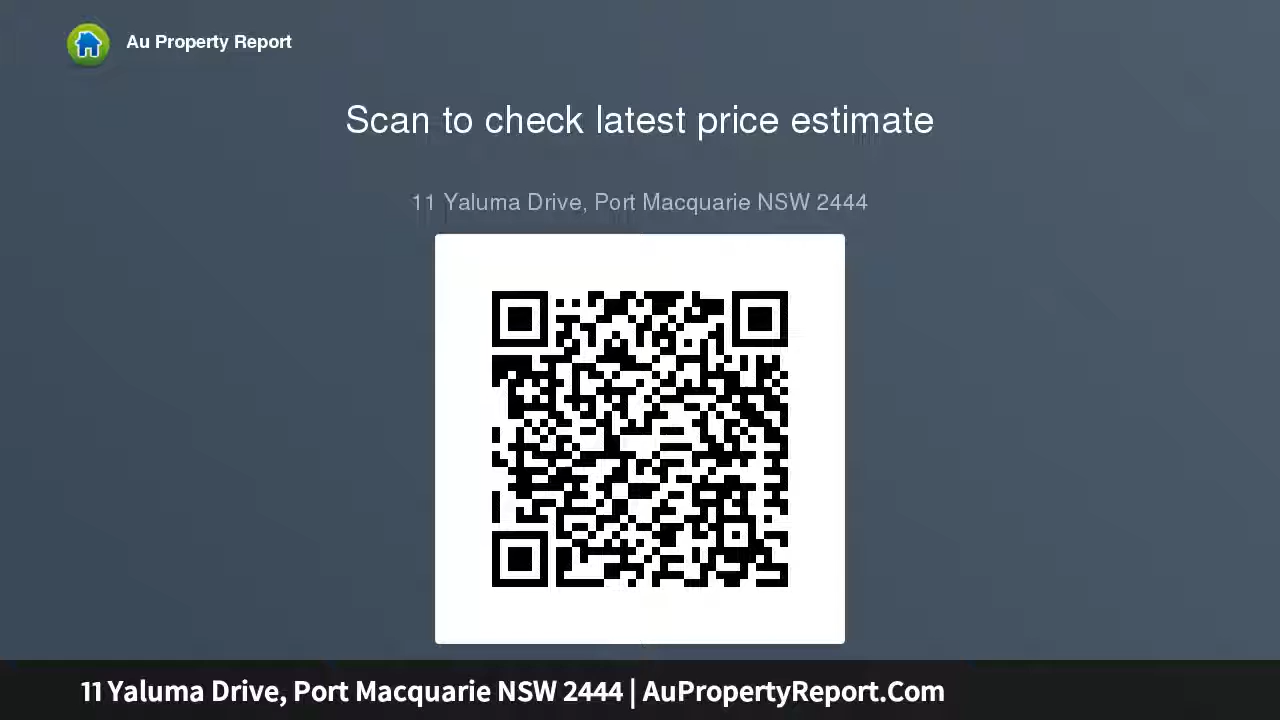 Au Property Report
Scan to check latest price estimate
11 Yaluma Drive, Port Macquarie NSW 2444
11 Yaluma Drive, Port Macquarie NSW 2444 | AuPropertyReport.Com